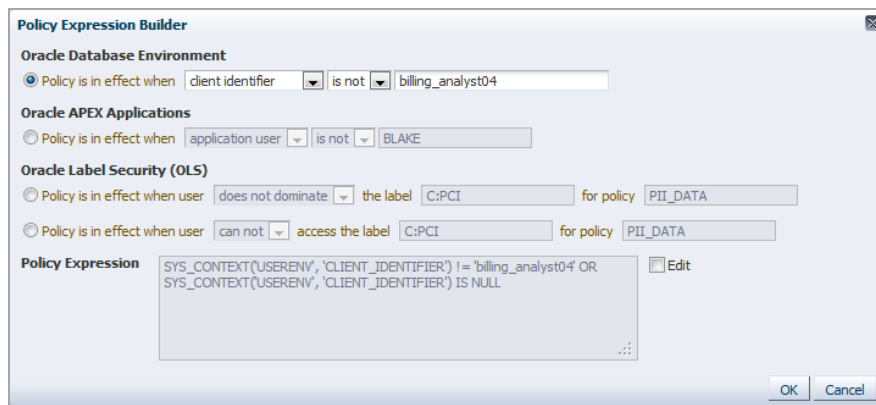 Policy Expression Builder
Oracle Database Environment
Policy is in effect when client identifier is not billing_analyst04
Oracle APEX Applications
Policy is in effect when application user is not BLAKE
Oracle Label Security (OLS)
Policy is in effect when user does not dominate the label C:PCI for policy PII_DATA
Policy is in effect when user can not access the label C:PCI for policy PII_DATA
Policy Expression SYS_CONTEXT('USERENV', 'CLIENT_IDENTIFIER') != 'billing_analyst04' OR Edit
SYS_CONTEXT('USERENV', 'CLIENT_IDENTIFIER') IS NULL
OK Cancel